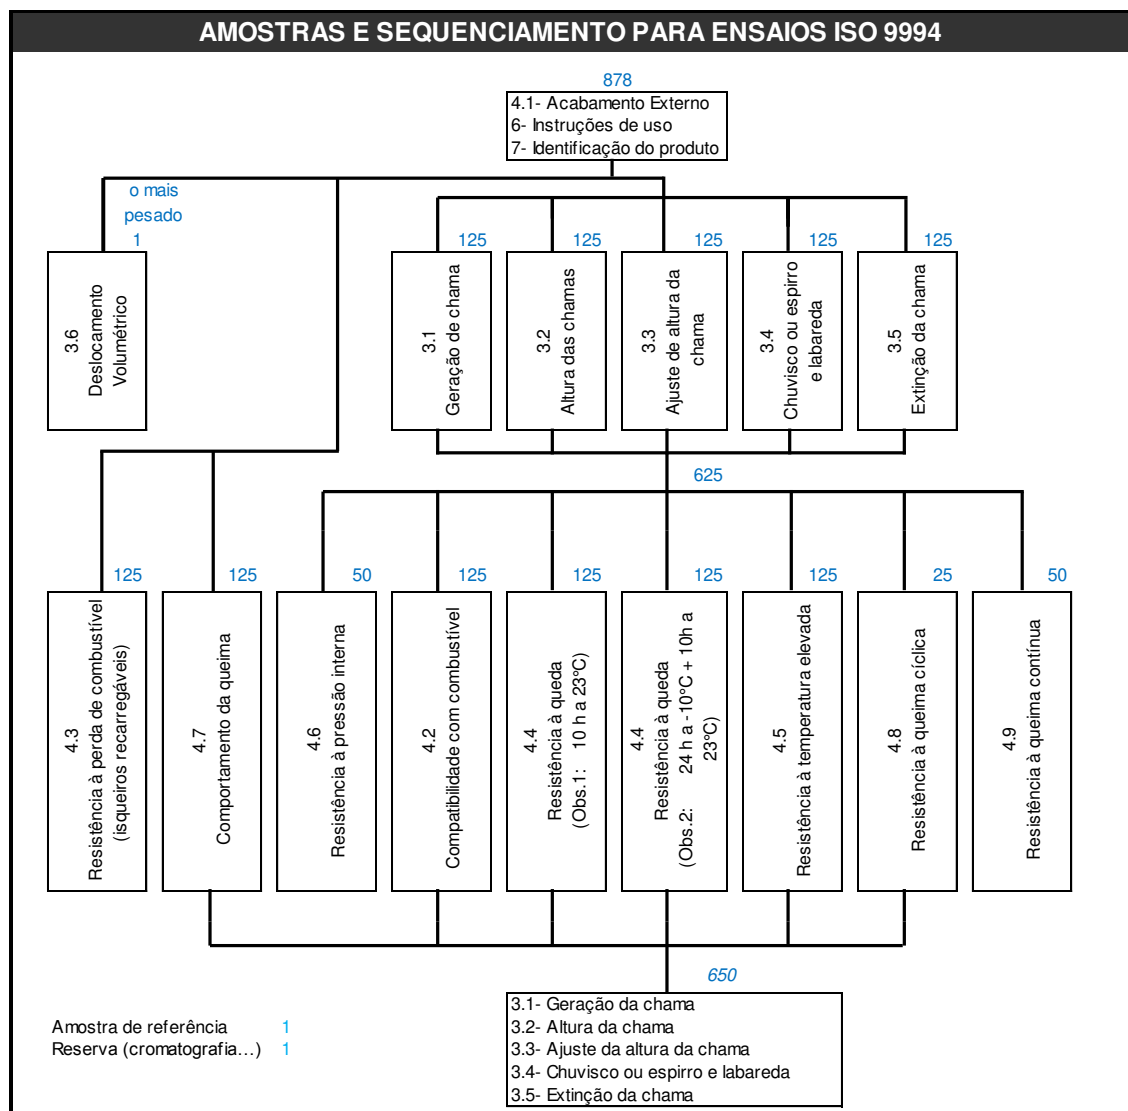 AMOSTRAS E SEQUENCIAMENTO PARA ENSAIOS ISO 9994
878
4.1- Acabamento Externo
6- Instruções de uso
7- Identificação do produto
o mais
pesado
1
125
125
125
125
125
3.6
Deslocamento
Volumétrico
3.1
Geração de chama
3.2
Altura das chamas
3.3
Ajuste de altura da
chama
3.4
Chuvisco ou espirro
e labareda
3.5
Extinção da chama
625
125
125
50
125
125
125
125
25
50
4.3
Resistência à perda de combustível
(isqueiros recarregáveis)
4.7
Comportamento da queima
4.6
Resistência à pressão interna
4.2
Compatibilidade com combustível
4.4
Resistência à queda
(Obs.1: 10 h a 23°C)
4.4
Resistência à queda
(Obs.2: 24 h a -10°C + 10h a
23°C)
4.5
Resistência à temperatura elevada
4.8
Resistência à queima cíclica
4.9
Resistência à queima contínua
650
3.1- Geração da chama
3.2- Altura da chama
3.3- Ajuste da altura da chama
3.4- Chuvisco ou espirro e labareda
3.5- Extinção da chama
Amostra de referência 1
Reserva (cromatografia...) 1